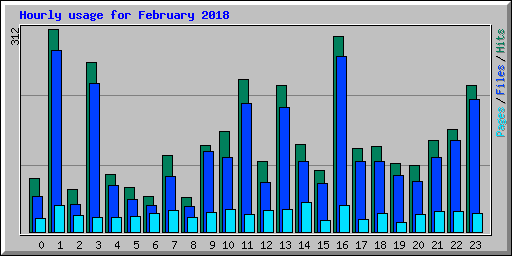 Hourly usage for February 2018
312
Pages / Files / Hits
0 1 2 3 4 5 6 7 8 9 10 11 12 13 14 15 16 17 18 19 20 21 22 23